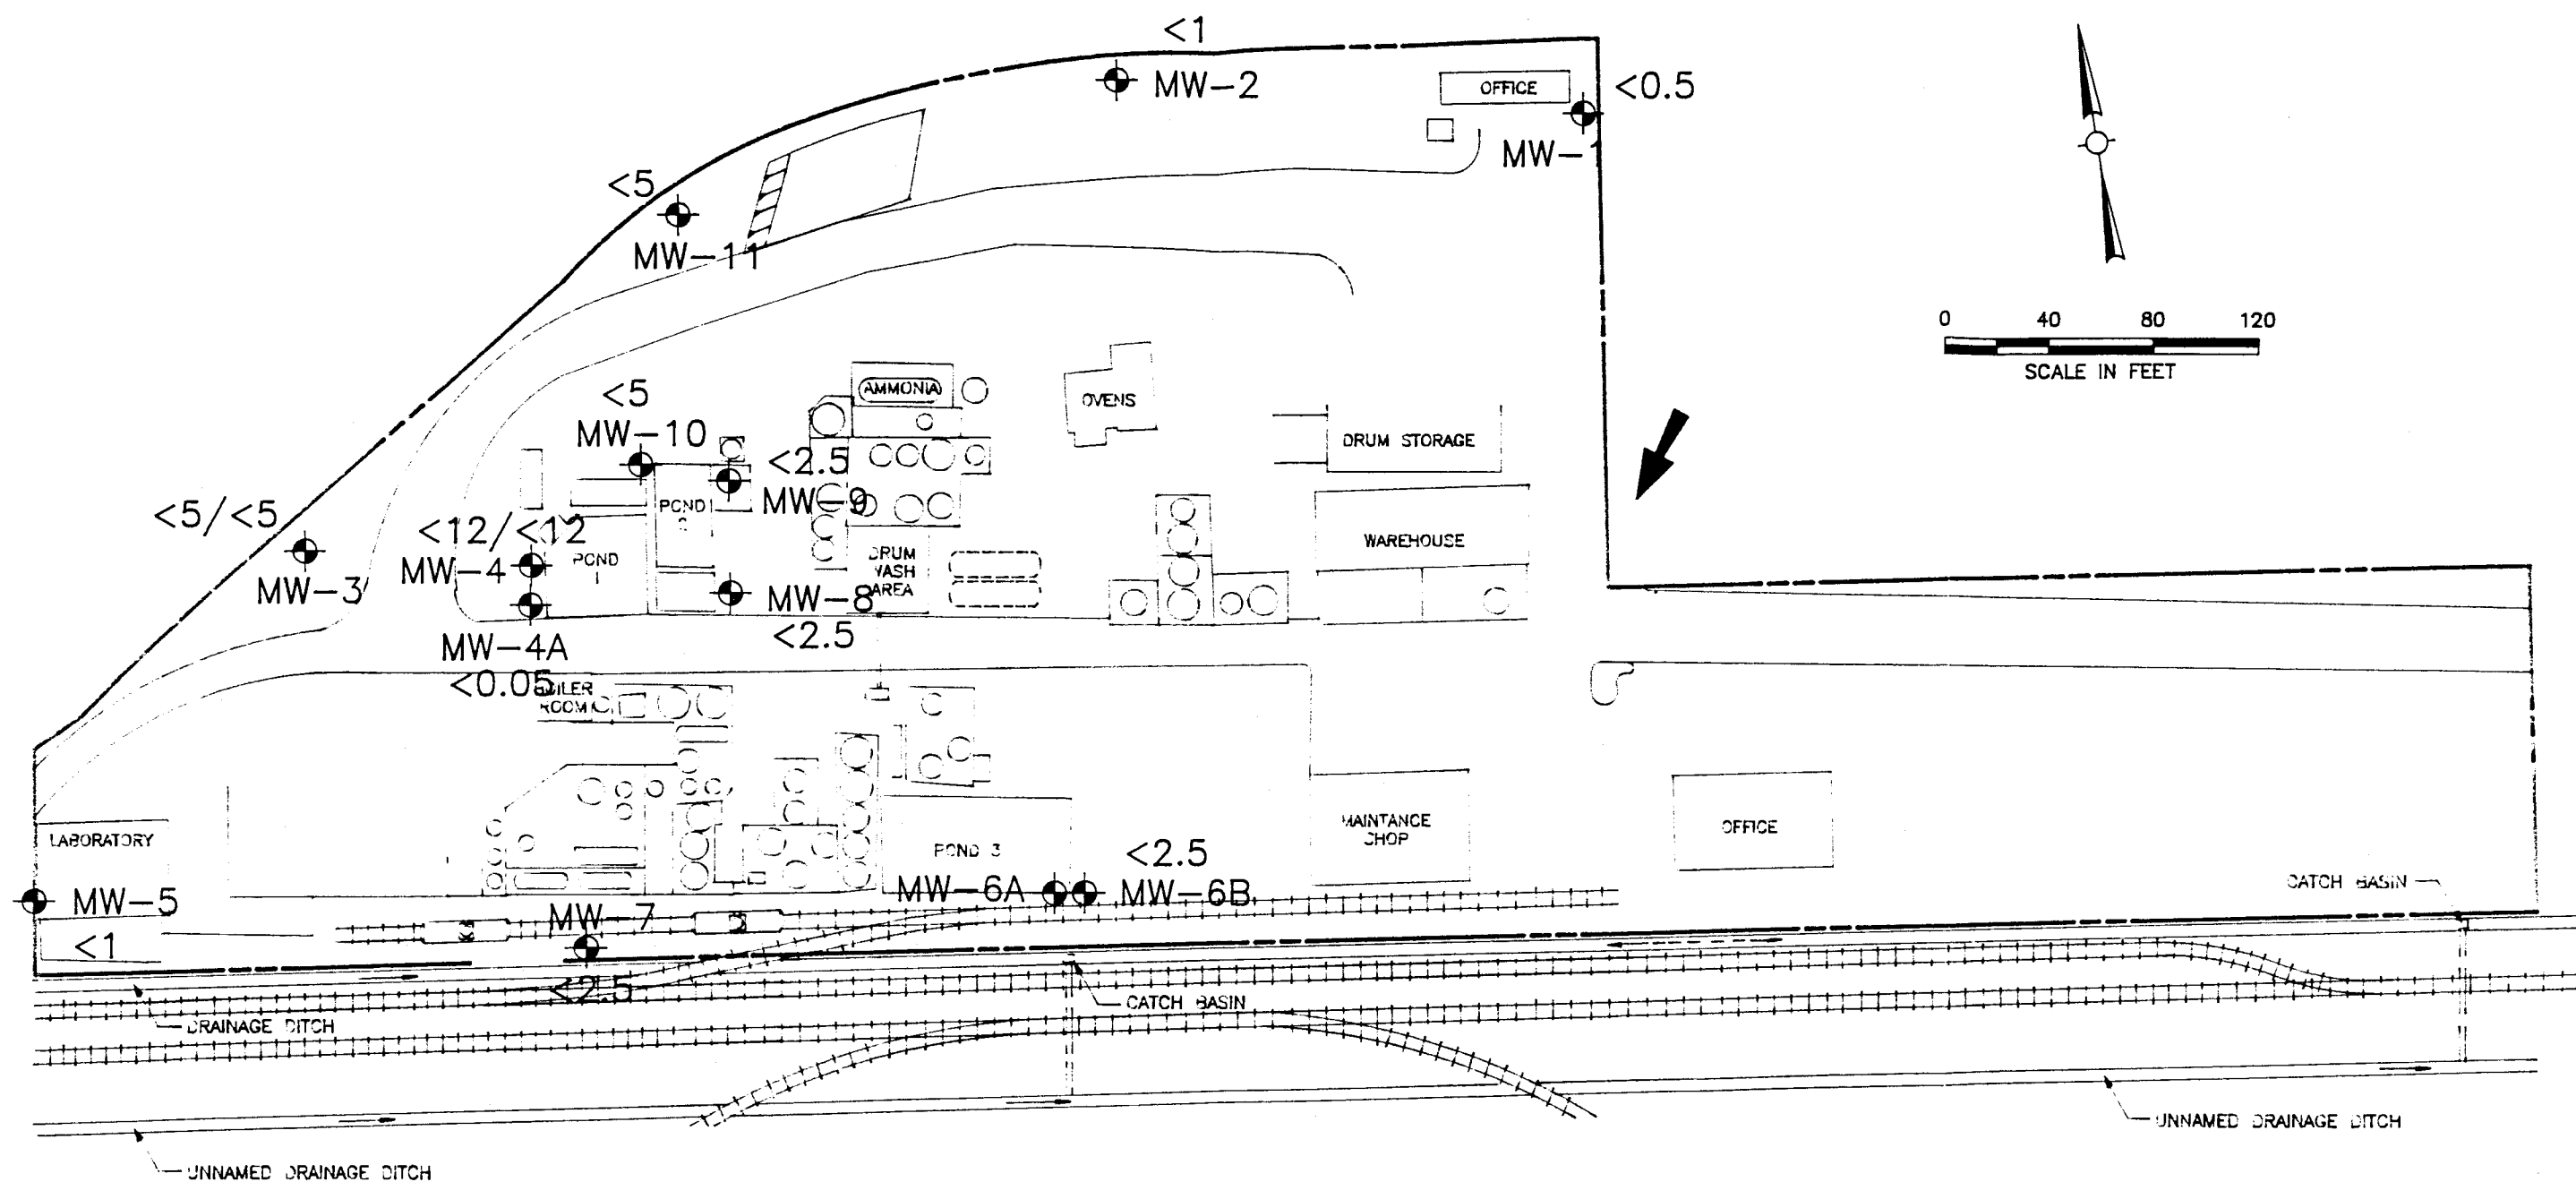 <1
MW-2
OFFICE
<0.5
MW-1
<5
MW-11
0 40 80 120
SCALE IN FEET
AMMONIA
OVENS
<5
MW-10
DRUM STORAGE
<2.5
MW-9
POND
<5/<5
MW-3
<12/<12
MW-4
POND
1
DRUM
WASH
AREA
WAREHOUSE
MW-8
<2.5
MW-4A
<0.05
BOILER
ROOM
LABORATORY
POND 3
MAINTANCE
SHOP
OFFICE
<2.5
MW-6A
MW-6B
CATCH BASIN
MW-5
<1
MW-7
<2.5
CATCH BASIN
DRAINAGE DITCH
UNNAMED DRAINAGE DITCH
UNNAMED DRAINAGE DITCH